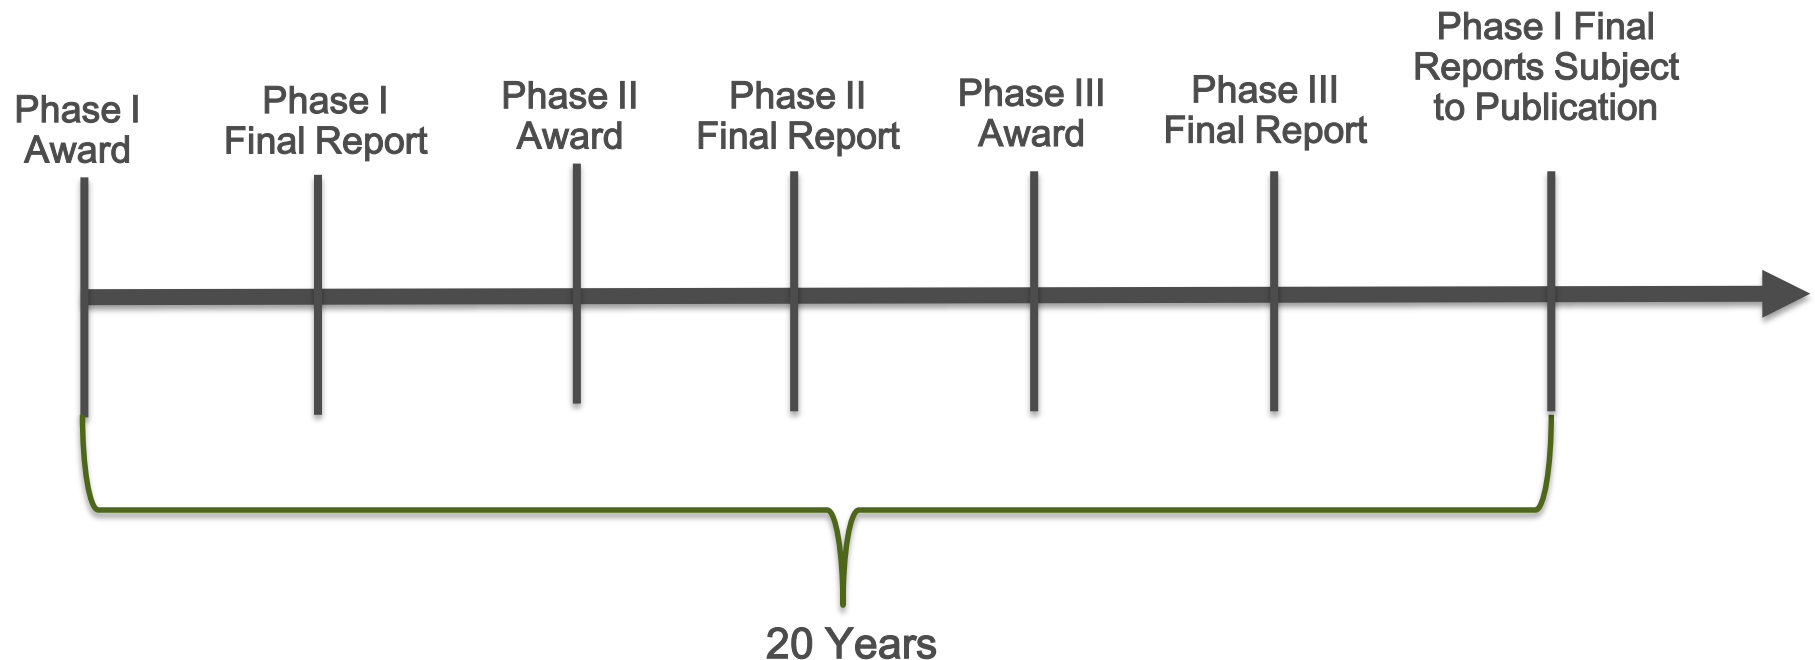 Phase I
Award
Phase I
Final Report
Phase II
Award
Phase II
Final Report
Phase III
Award
Phase III
Final Report
Phase I Final
Reports Subject
to Publication
20 Years